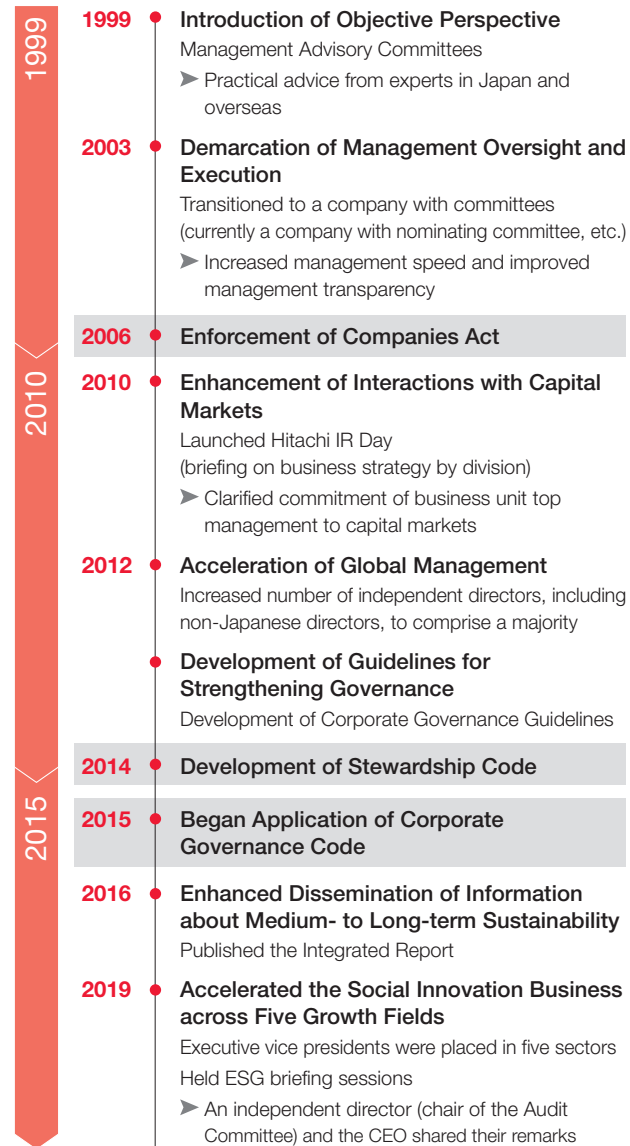 1999
1999 Introduction of Objective Perspective
Management Advisory Committees
➤ Practical advice from experts in Japan and
overseas
2003 Demarcation of Management Oversight and
Execution
Transitioned to a company with committees
(currently a company with nominating committee, etc.)
➤ Increased management speed and improved
management transparency
2006 Enforcement of Companies Act
2010
2010 Enhancement of Interactions with Capital
Markets
Launched Hitachi IR Day
(briefing on business strategy by division)
➤ Clarified commitment of business unit top
management to capital markets
2012 Acceleration of Global Management
Increased number of independent directors, including
non-Japanese directors, to comprise a majority
Development of Guidelines for
Strengthening Governance
Development of Corporate Governance Guidelines
2014 Development of Stewardship Code
2015
2015 Began Application of Corporate
Governance Code
2016 Enhanced Dissemination of Information
about Medium- to Long-term Sustainability
Published the Integrated Report
2019 Accelerated the Social Innovation Business
across Five Growth Fields
Executive vice presidents were placed in five sectors
Held ESG briefing sessions
➤ An independent director (chair of the Audit
Committee) and the CEO shared their remarks